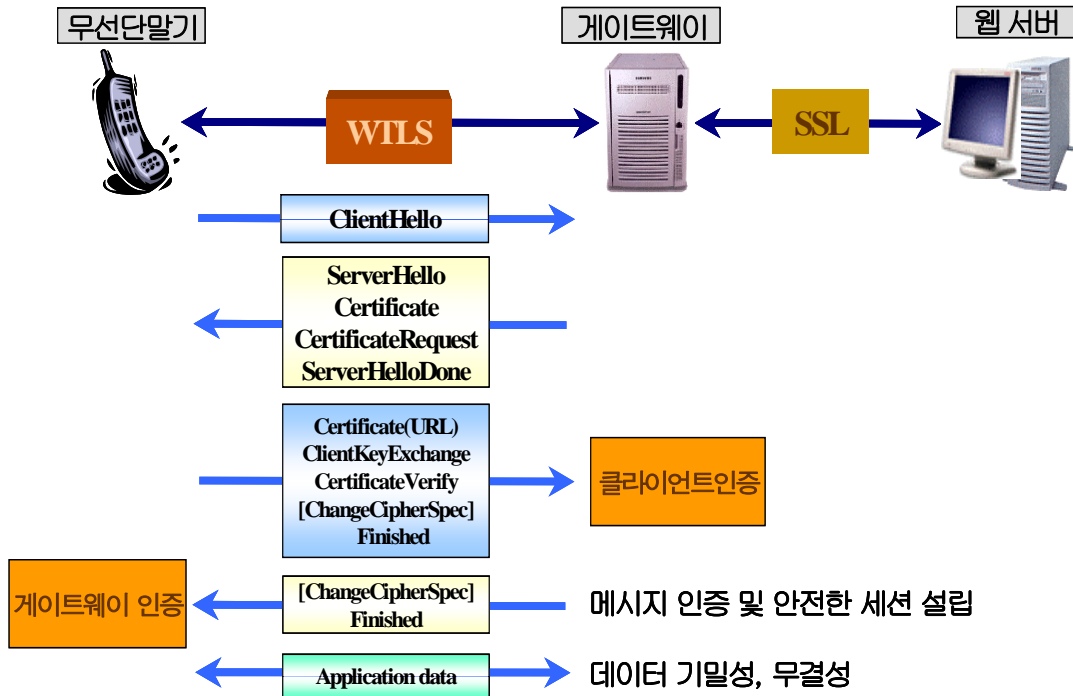 무선단말기
게이트웨이
웹 서버
WTLS
SSL
ClientHello
ServerHello
Certificate
CertificateRequest
ServerHelloDone
Certificate(URL)
ClientKeyExchange
CertificateVerify
[ChangeCipherSpec]
Finished
클라이언트인증
게이트웨이 인증
[ChangeCipherSpec]
Finished
메시지 인증 및 안전한 세션 설립
Application data
데이터 기밀성, 무결성